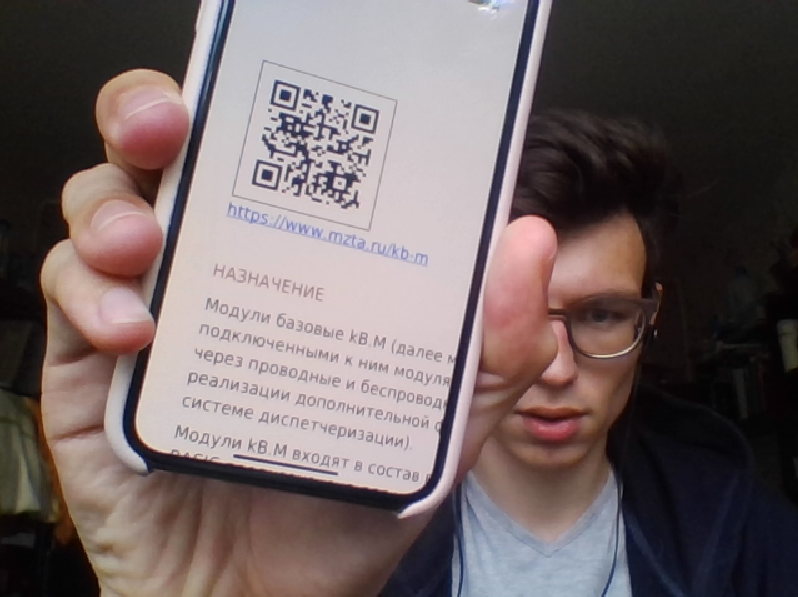 https://www.mzta.ru/kb-m
НАЗНАЧЕНИЕ
Модули базовые kB.M (далее м
подключенными к ним модуля
через проводные и беспровод
реализации дополнительной
системе диспетчеризации).
Модули kB.M входят в состав